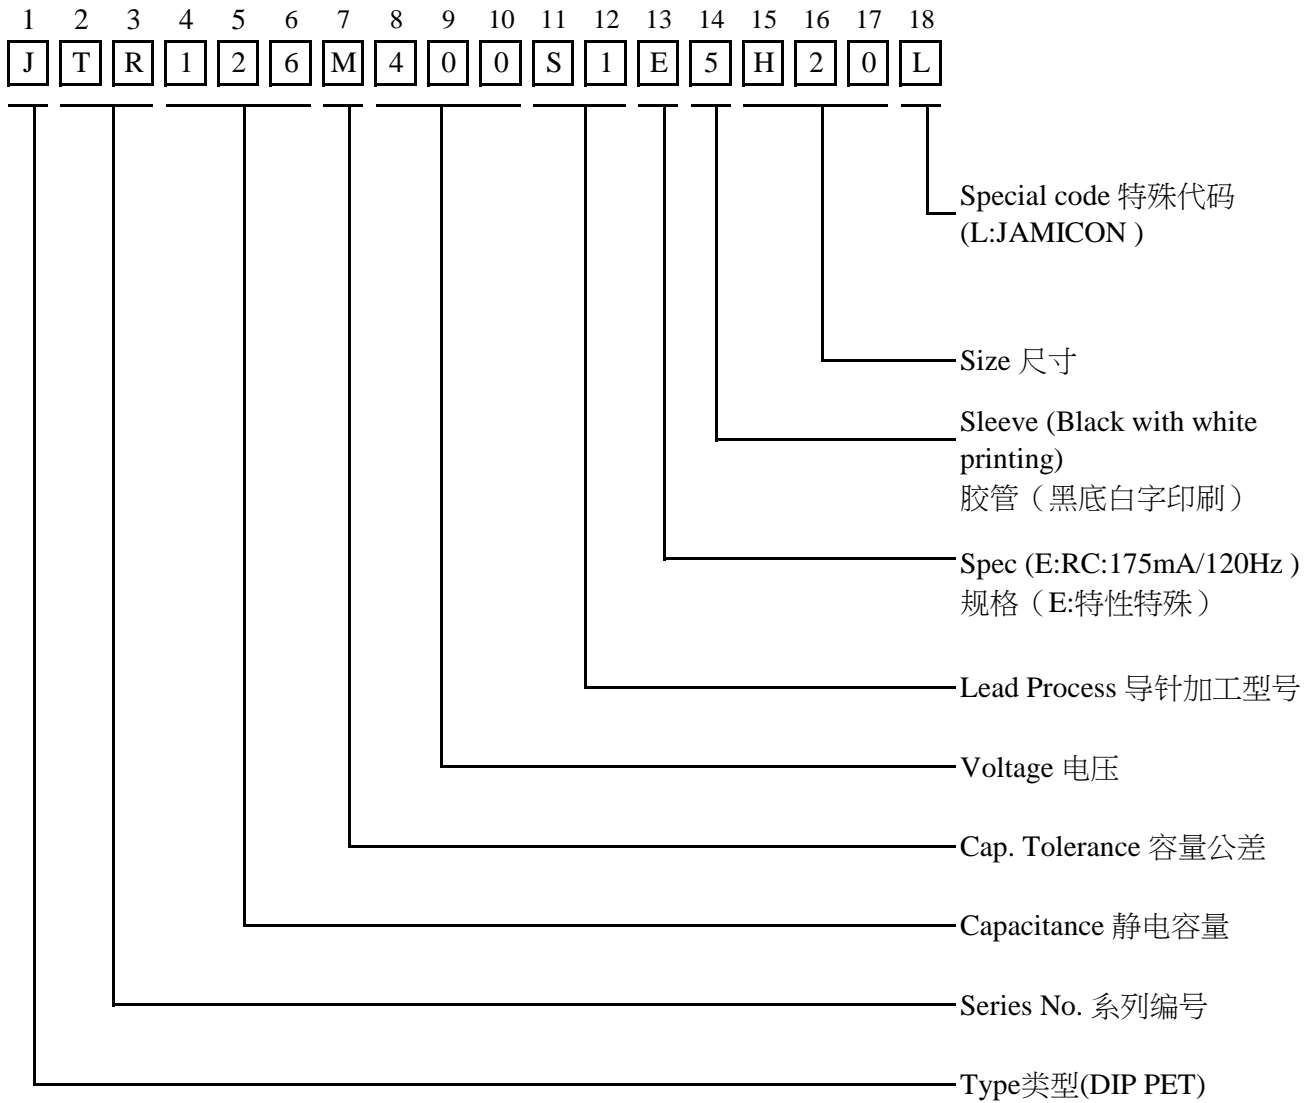 1 2 3 4 5 6 7 8 9 10 11 12 13 14 15 16 17 18
J T R 1 2 6 M 4 0 0 S 1 E 5 H 2 0 L
Special code 特殊代码
(L:JAMICON )
Size 尺寸
Sleeve (Black with white
printing)
胶管（黑底白字印刷）
Spec (E:RC:175mA/120Hz )
规格（E:特性特殊）
Lead Process 导针加工型号
Voltage 电压
Cap. Tolerance 容量公差
Capacitance 静电容量
Series No. 系列编号
Type类型(DIP PET)